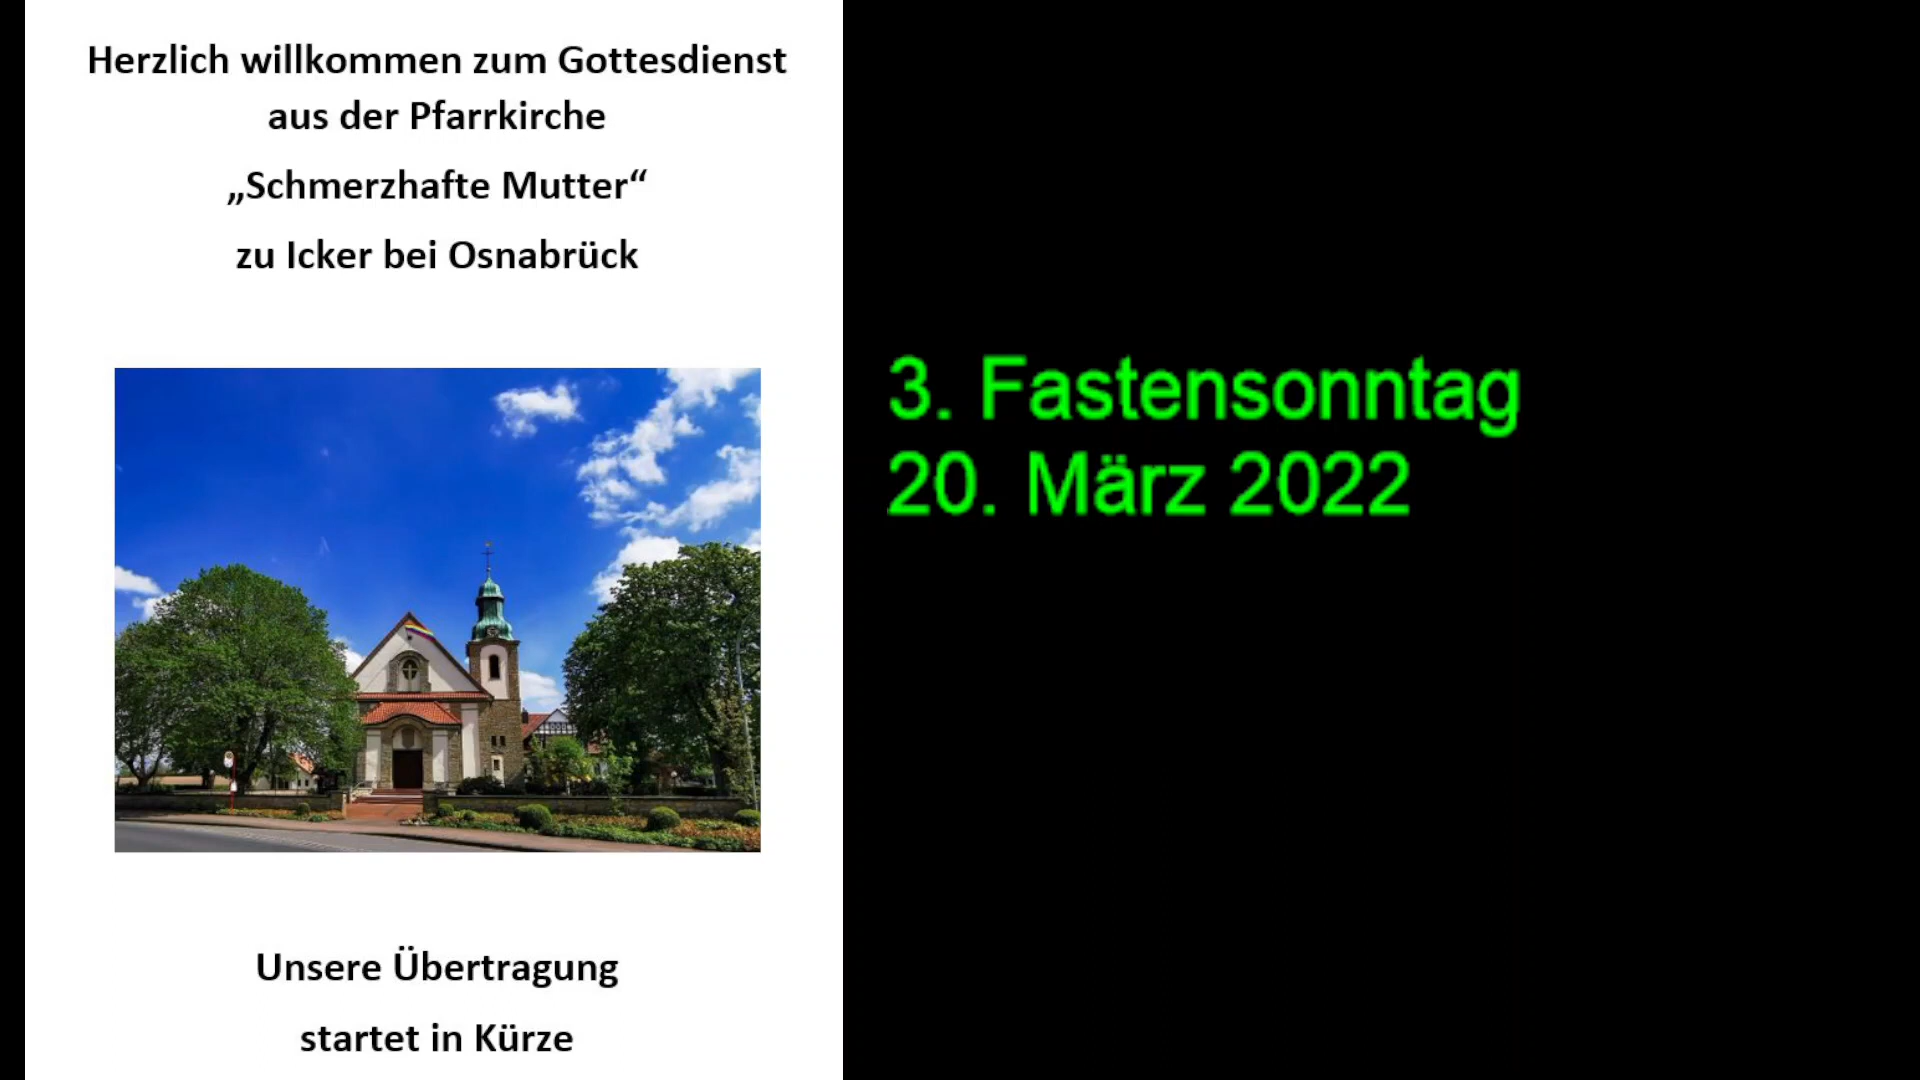 Herzlich willkommen zum Gottesdienst
aus der Pfarrkirche
„Schmerzhafte Mutter“
zu Icker bei Osnabrück
Unsere Übertragung
startet in Kürze
3. Fastensonntag
20. März 2022